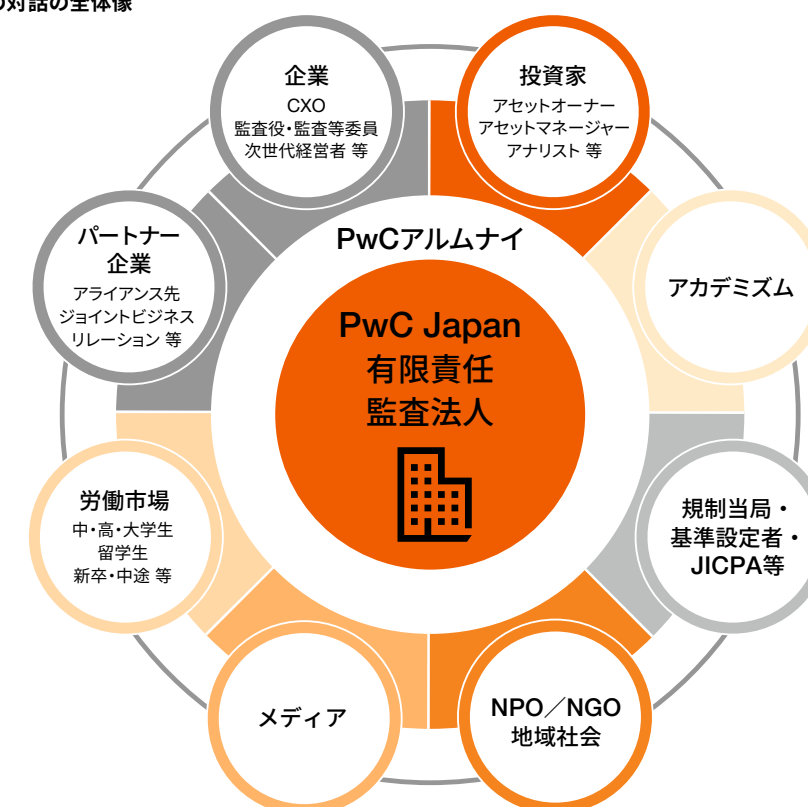 の対話の全体像
企業
CXO
監査役・監査等委員
次世代経営者 等
投資家
アセットオーナー
アセットマネージャー
アナリスト 等
パートナー
企業
アライアンス先
ジョイントビジネス
リレーション 等
PwCアルムナイ
アカデミズム
PwC Japan
有限責任
監査法人
労働市場
中・高・大学生
留学生
新卒・中途 等
規制当局・
基準設定者・
JICPA等
メディア
NPO／NGO
地域社会